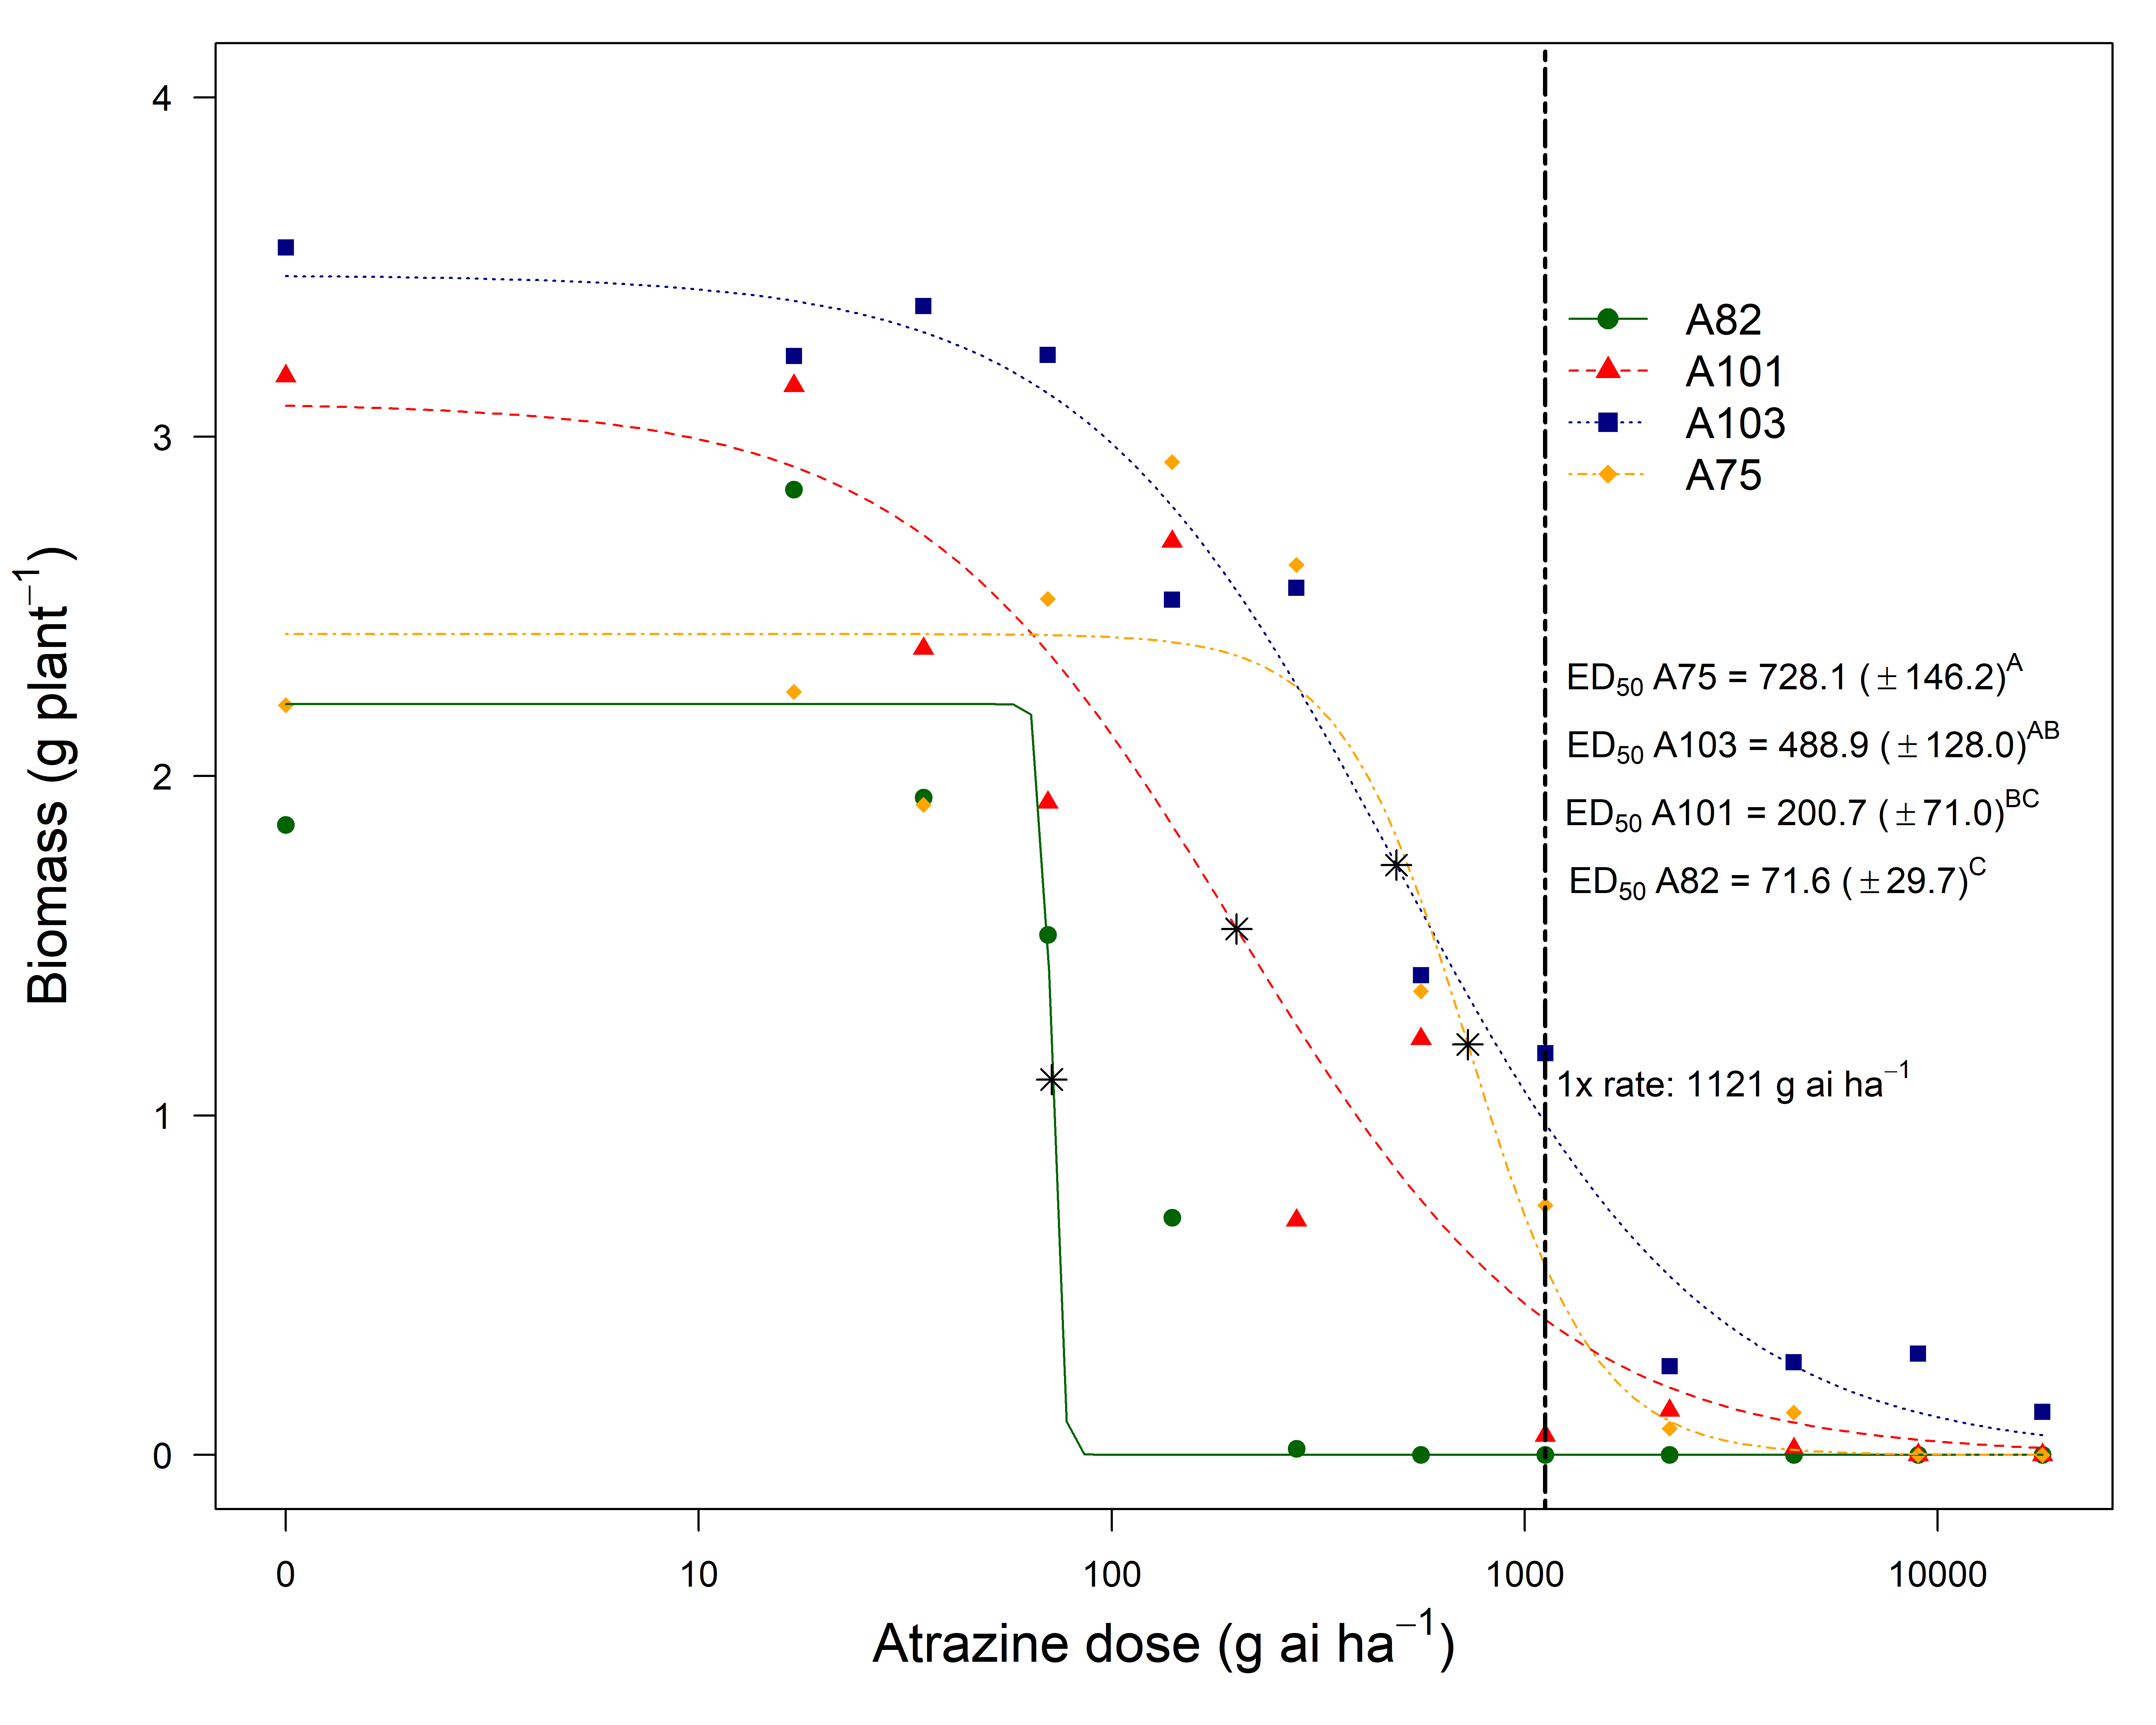 4
3
2
1
0
Biomass (g plant⁻¹)
A82
A101
A103
A75
ED₅₀ A75 = 728.1 (±146.2)ᴬ
ED₅₀ A103 = 488.9 (±128.0)ᴬᴮ
ED₅₀ A101 = 200.7 (±71.0)ᴮᶜ
ED₅₀ A82 = 71.6 (±29.7)ᶜ
1x rate: 1121 g ai ha⁻¹
0 10 100 1000 10000
Atrazine dose (g ai ha⁻¹)